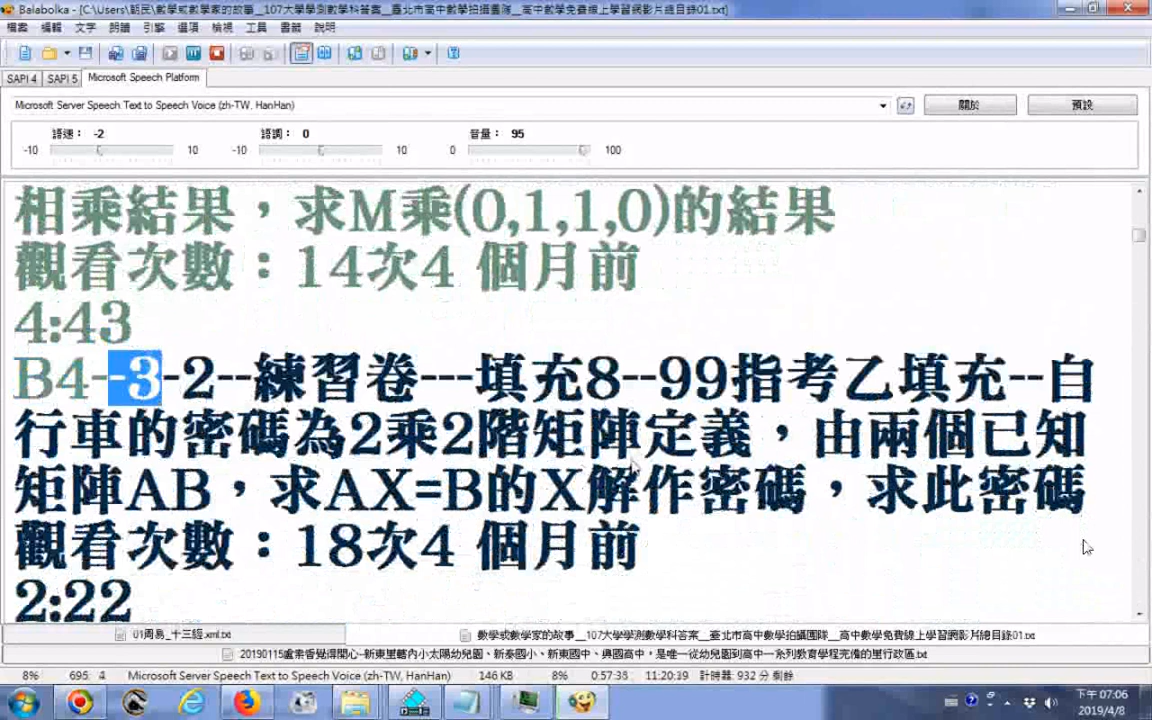 Balabolka - [C:\Users\甄民\數學或數學家的故事__107大學學測數學科答案__臺北市高中數學拍攝團隊__高中數學免費線上學習網影片總目錄01.txt]
檔案 編輯 文字 朗讀 引擎 選項 檢視 工具 書籤 說明
SAPI 4 SAPI 5 Microsoft Speech Platform
Microsoft Server Speech Text to Speech Voice (zh-TW, HanHan) 關於 預設
語速： -2 語調： 0 音量： 95
-10 10 -10 10 0 100
相乘結果，求M乘(0,1,1,0)的結果
觀看次數：14次4 個月前
4:43
B4--3-2--練習卷---填充8--99指考乙填充--自
行車的密碼為2乘2階矩陣定義，由兩個已知
矩陣AB，求AX=B的X解作密碼，求此密碼
觀看次數：18次4 個月前
2:22
01周易_十三經.xml.txt 數學或數學家的故事__107大學學測數學科答案__臺北市高中數學拍攝團隊__高中數學免費線上學習網影片總目錄01.txt
20190115盧素香覺得開心-新東里轄內小太陽幼兒園、新泰國小、新東國中、興國高中，是唯一從幼兒園到高中一系列教育學程完備的里行政區.txt
8% 695 4 Microsoft Server Speech Text to Speech Voice (zh-TW, HanHan) 146 KB 8% 0:57:38 11:20:39 計時器: 932 分 剩餘
下午 07:06
2019/4/8